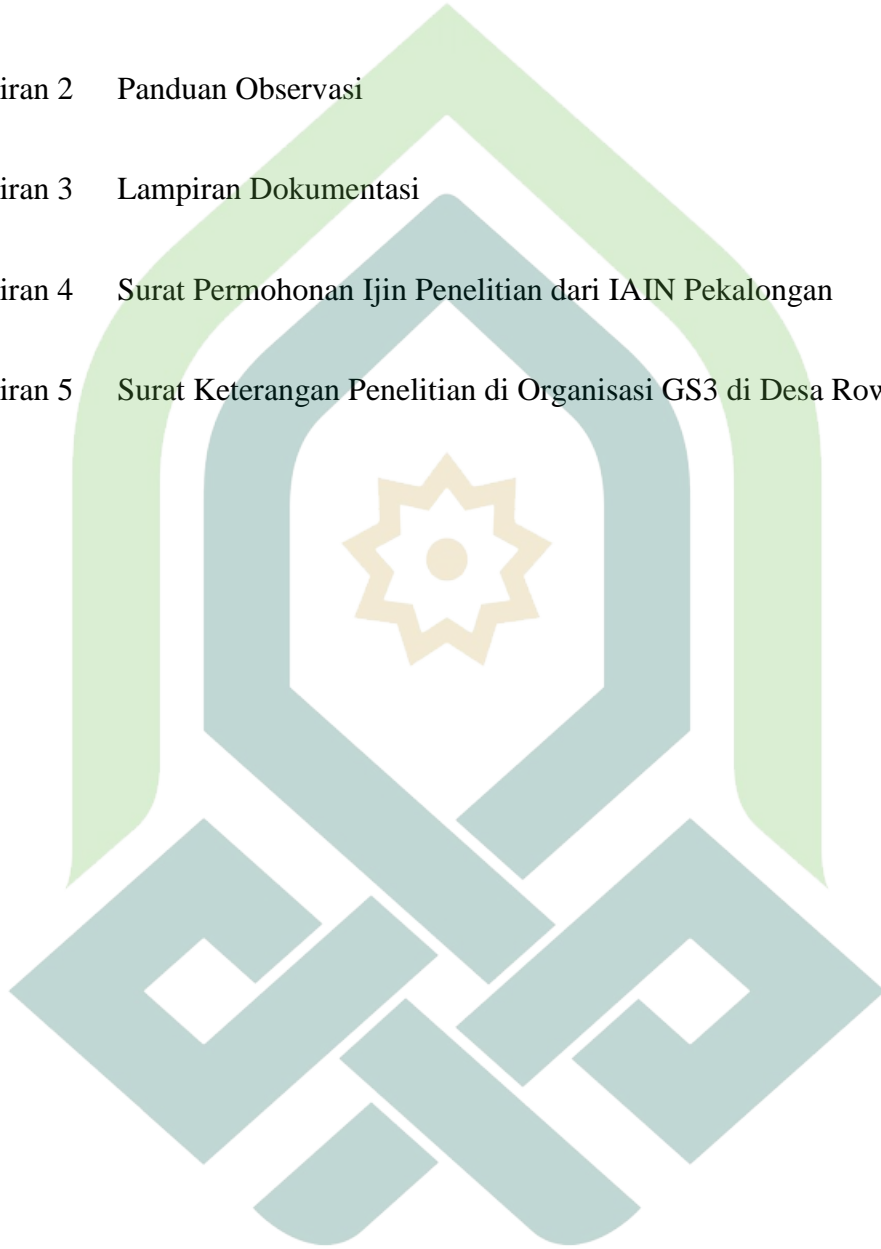 iran 2 Panduan Observasi
iran 3 Lampiran Dokumentasi
iran 4 Surat Permohonan Ijin Penelitian dari IAIN Pekalongan
iran 5 Surat Keterangan Penelitian di Organisasi GS3 di Desa Row